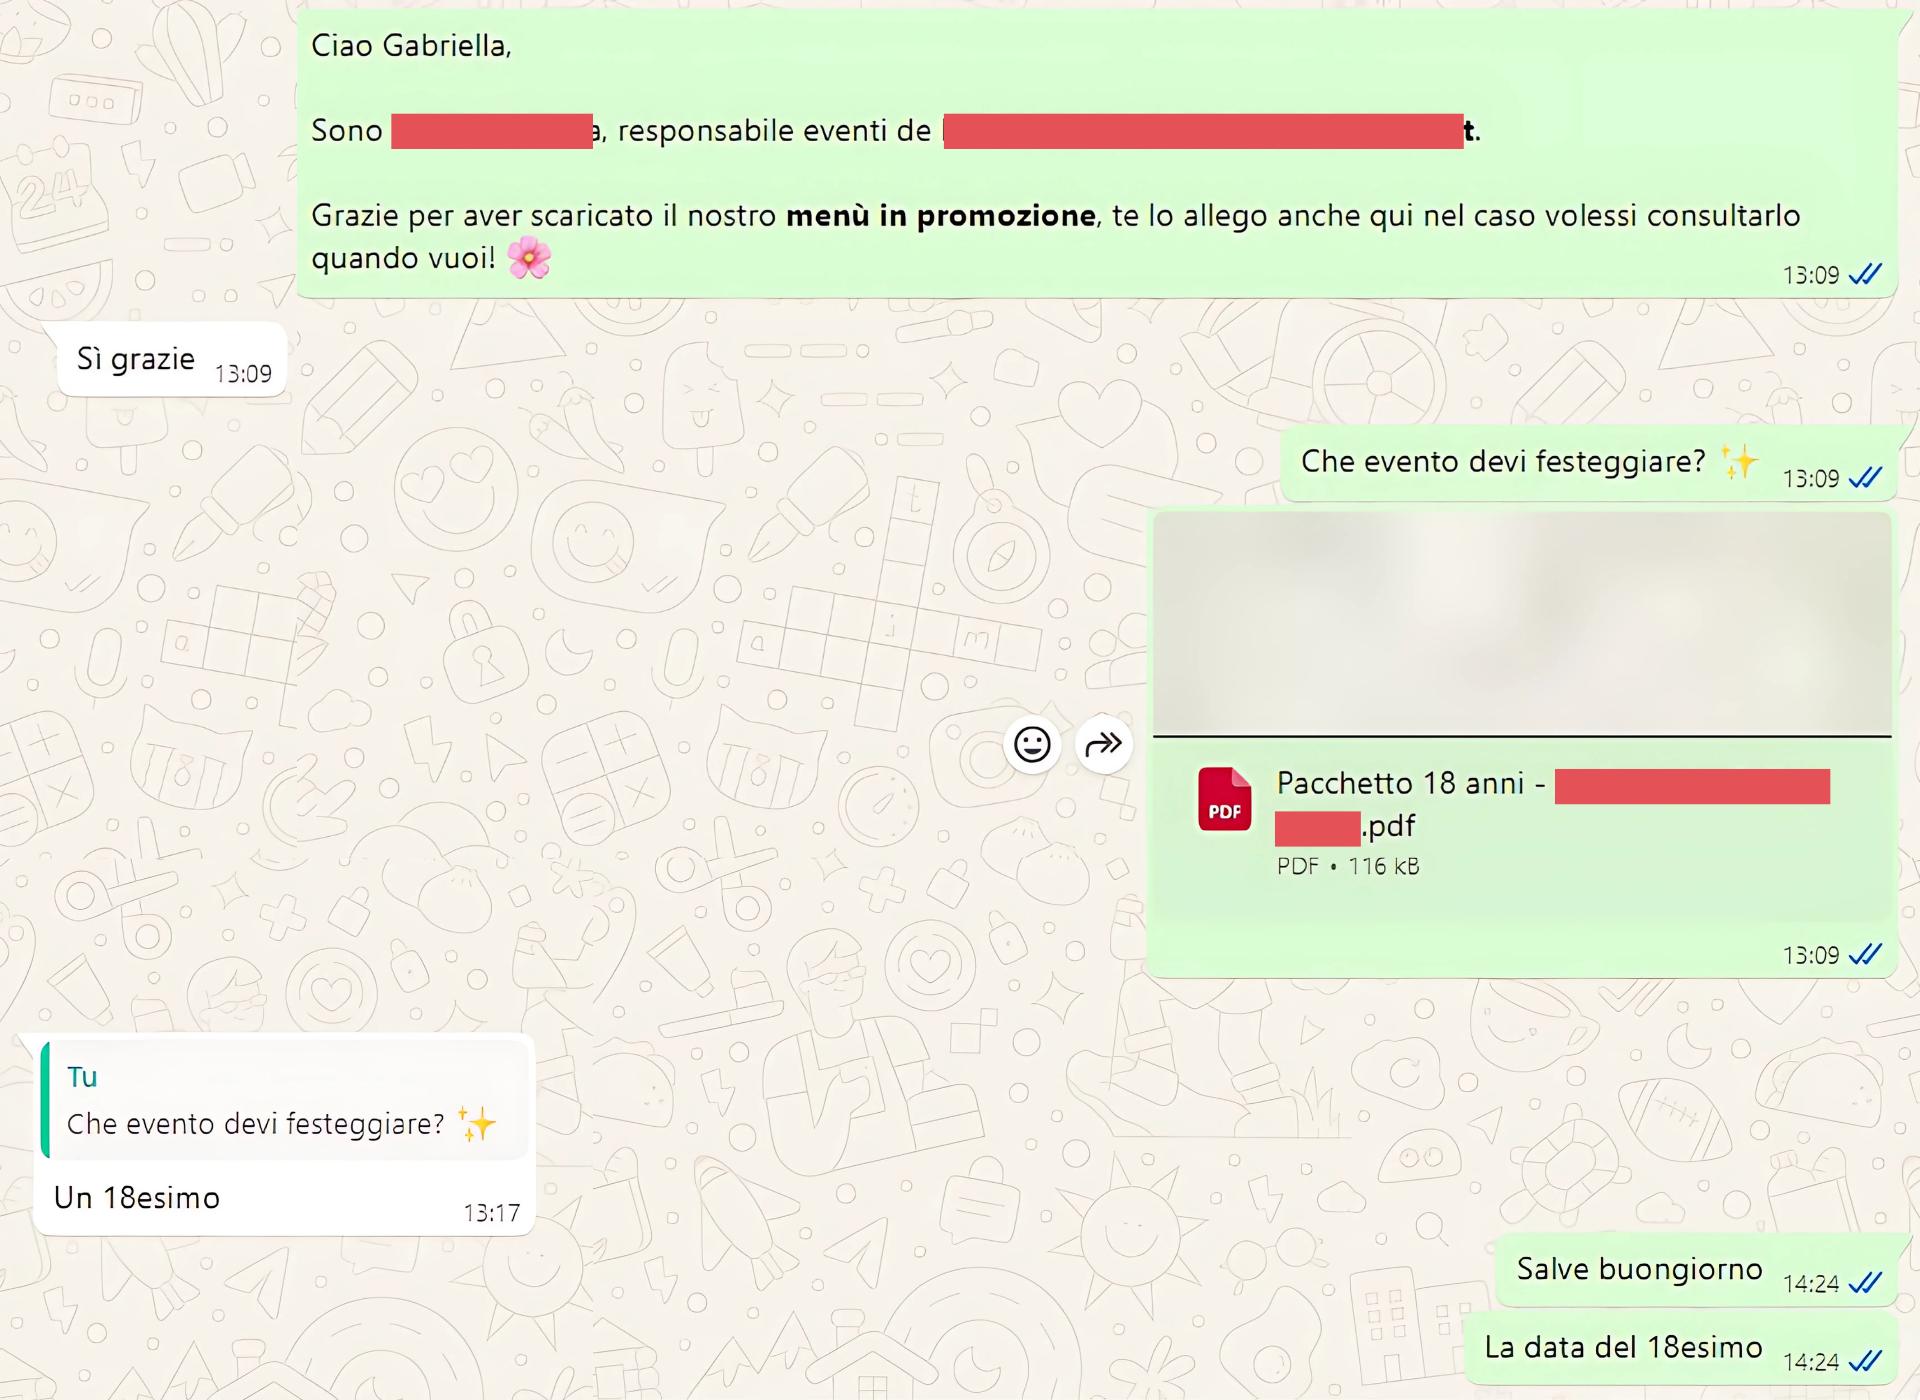 Ciao Gabriella,
Sono a, responsabile eventi de t.
Grazie per aver scaricato il nostro menù in promozione, te lo allego anche qui nel caso volessi consultarlo
quando vuoi! 🌸
13:09
Sì grazie 13:09
Che evento devi festeggiare? ✨ 13:09
PDF
Pacchetto 18 anni -
.pdf
PDF • 116 kB
13:09
Tu
Che evento devi festeggiare? ✨
Un 18esimo
13:17
Salve buongiorno 14:24
La data del 18esimo 14:24